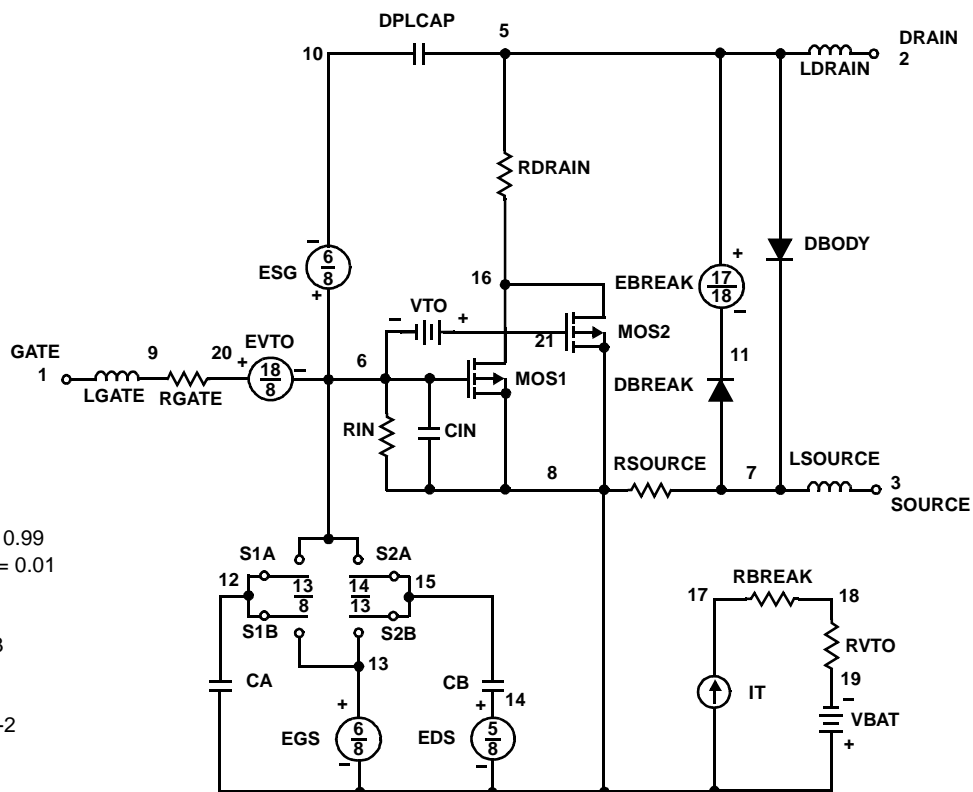 DPLCAP
5
DRAIN
2
10
LDRAIN
RDRAIN
DBODY
ESG
6
8
16
EBREAK
17
18
VTO
MOS2
21
GATE
1
9
20
EVTO
18
8
6
11
MOS1
LGATE
RGATE
DBREAK
RIN
CIN
LSOURCE
RSOURCE
8
7
3
SOURCE
0.99
= 0.01
S1A
S2A
12
13
8
14
13
15
RBREAK
17
18
S1B
S2B
RVTO
13
CA
CB
14
19
IT
VBAT
-2
EGS
6
8
EDS
5
8